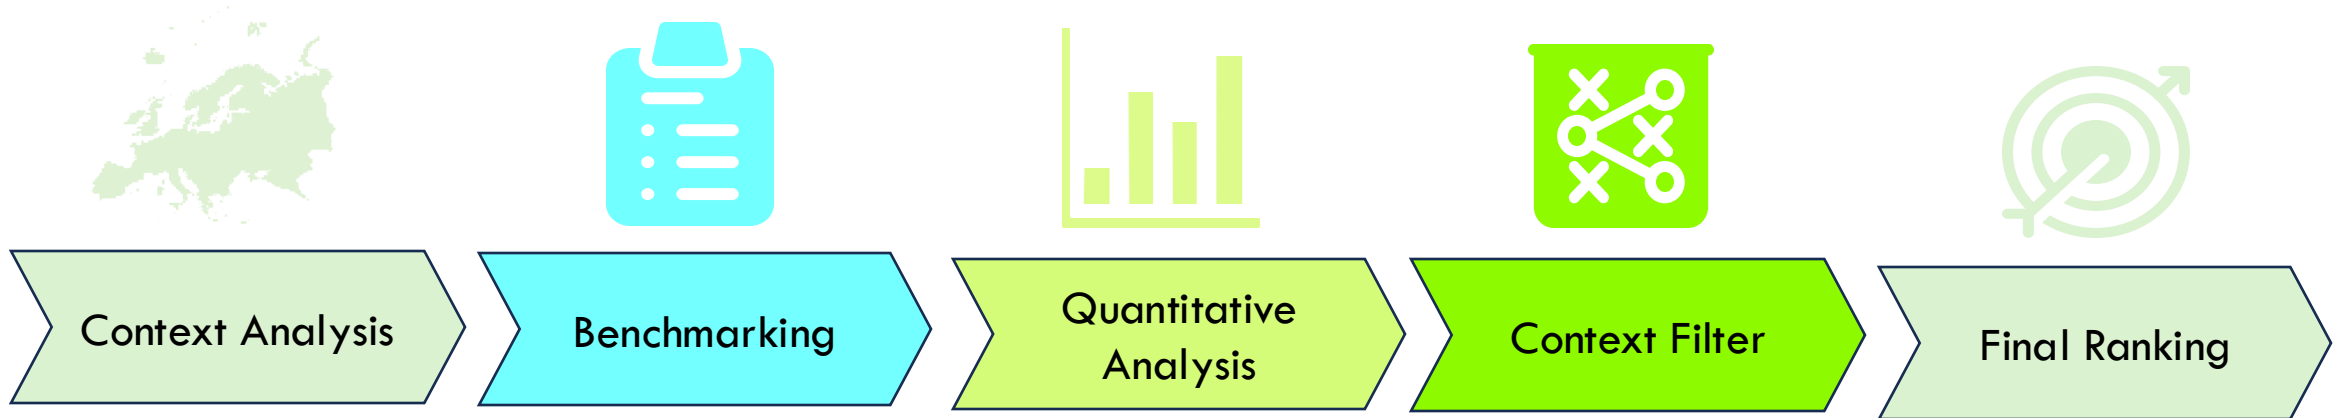 Context Analysis
Benchmarking
Quantitative
Analysis
Context Filter
Final Ranking